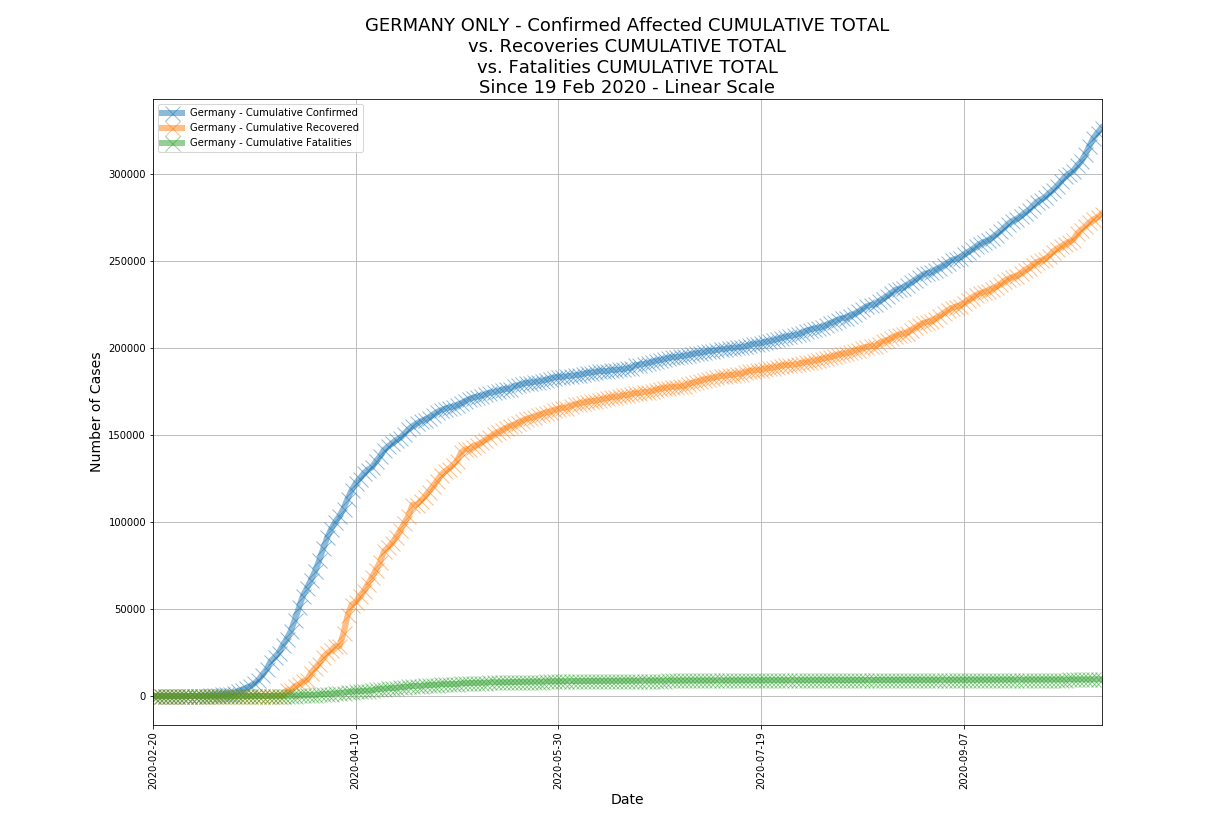 GERMANY ONLY - Confirmed Affected CUMULATIVE TOTAL
vs. Recoveries CUMULATIVE TOTAL
vs. Fatalities CUMULATIVE TOTAL
Since 19 Feb 2020 - Linear Scale
Germany - Cumulative Confirmed
Germany - Cumulative Recovered
Germany - Cumulative Fatalities
Number of Cases
300000
250000
200000
150000
100000
50000
0
2020-02-20
2020-04-10
2020-05-30
2020-07-19
2020-09-07
Date